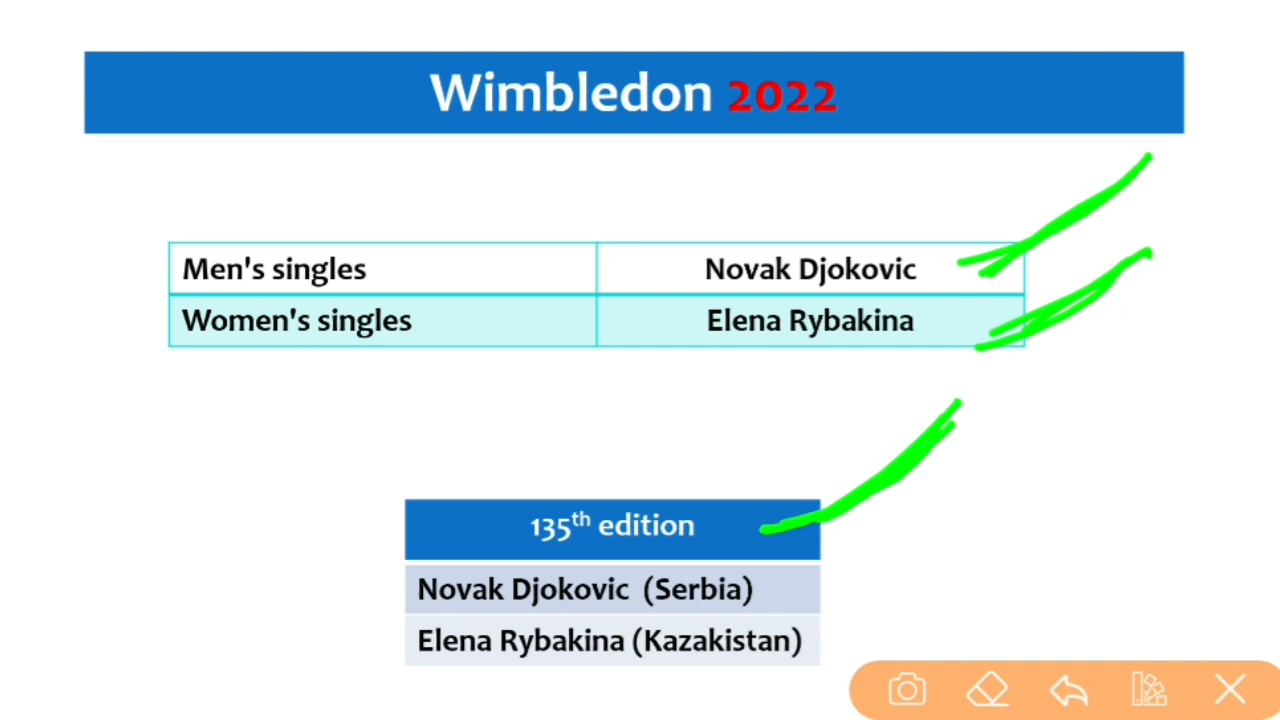 Wimbledon 2022
Men's singles Novak Djokovic
Women's singles Elena Rybakina
135th edition
Novak Djokovic (Serbia)
Elena Rybakina (Kazakistan)